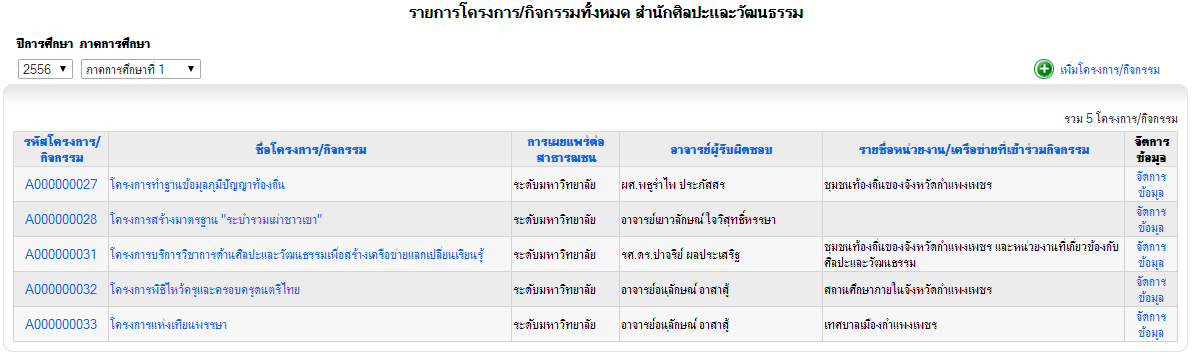 รายการโครงการ/กิจกรรมทั้งหมด สำนักศิลปะและวัฒนธรรม
ปีการศึกษา ภาคการศึกษา
2556 ภาคการศึกษาที่ 1 เพิ่มโครงการ/กิจกรรม
รวม 5 โครงการ/กิจกรรม
รหัสโครงการ/ การเผยแพร่ต่อ จัดการ
ชื่อโครงการ/กิจกรรม อาจารย์ผู้รับผิดชอบ รายชื่อหน่วยงาน/เครือข่ายที่เข้าร่วมกิจกรรม
กิจกรรม สาธารณชน ข้อมูล
A000000027 โครงการทำฐานข้อมูลภูมิปัญญาท้องถิ่น ระดับมหาวิทยาลัย ผศ.พธูรำไพ ประภัสสร ชุมชนท้องถิ่นของจังหวัดกำแพงเพชร จัดการ
ข้อมูล
A000000028 โครงการสร้างมาตรฐาน "ระบำรวมเผ่าชาวเขา" ระดับมหาวิทยาลัย อาจารย์เยาวลักษณ์ ใจวิสุทธิ์หรรษา จัดการ
ข้อมูล
A000000031 โครงการบริการวิชาการด้านศิลปะและวัฒนธรรมเพื่อสร้างเครือข่ายแลกเปลี่ยนเรียนรู้ ระดับมหาวิทยาลัย รศ.ดร.ปาจรีย์ ผลประเสริฐ ชุมชนท้องถิ่นของจังหวัดกำแพงเพชร และหน่วยงานที่เกี่ยวข้องกับ จัดการ
ศิลปะและวัฒนธรรม ข้อมูล
A000000032 โครงการพิธีไหว้ครูและครอบครูดนตรีไทย ระดับมหาวิทยาลัย อาจารย์อนุลักษณ์ อาสาสู้ สถานศึกษาภายในจังหวัดกำแพงเพชร จัดการ
ข้อมูล
A000000033 โครงการแห่เทียนพรรษา ระดับมหาวิทยาลัย อาจารย์อนุลักษณ์ อาสาสู้ เทศบาลเมืองกำแพงเพชร จัดการ
ข้อมูล